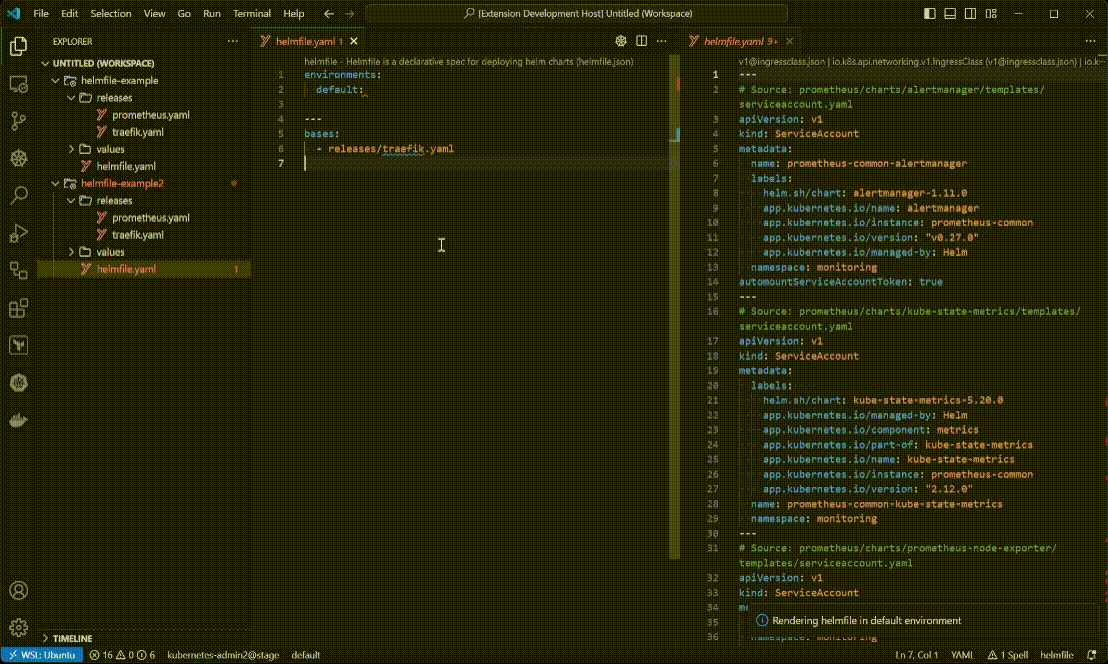 File Edit Selection View Go Run Terminal Help
[Extension Development Host] Untitled (Workspace)
EXPLORER
UNTITLED (WORKSPACE)
helmfile-example
releases
prometheus.yaml
traefik.yaml
values
helmfile.yaml
helmfile-example2
releases
prometheus.yaml
traefik.yaml
values
helmfile.yaml 1
TIMELINE
helmfile.yaml 1
helmfile - Helmfile is a declarative spec for deploying helm charts (helmfile.json)
1 environments:
2 default:
3
4 ---
5 bases:
6 - releases/traefik.yaml
7
helmfile.yaml 9+
v1@ingressclass.json | io.k8s.api.networking.v1.IngressClass (v1@ingressclass.json) | io.k
1 ---
2 # Source: prometheus/charts/alertmanager/templates/
serviceaccount.yaml
3 apiVersion: v1
4 kind: ServiceAccount
5 metadata:
6 name: prometheus-common-alertmanager
7 labels:
8 helm.sh/chart: alertmanager-1.11.0
9 app.kubernetes.io/name: alertmanager
10 app.kubernetes.io/instance: prometheus-common
11 app.kubernetes.io/version: "v0.27.0"
12 app.kubernetes.io/managed-by: Helm
13 namespace: monitoring
14 automountServiceAccountToken: true
15 ---
16 # Source: prometheus/charts/kube-state-metrics/templates/
serviceaccount.yaml
17 apiVersion: v1
18 kind: ServiceAccount
19 metadata:
20 labels:
21 helm.sh/chart: kube-state-metrics-5.20.0
22 app.kubernetes.io/managed-by: Helm
23 app.kubernetes.io/component: metrics
24 app.kubernetes.io/part-of: kube-state-metrics
25 app.kubernetes.io/name: kube-state-metrics
26 app.kubernetes.io/instance: prometheus-common
27 app.kubernetes.io/version: "2.12.0"
28 name: prometheus-common-kube-state-metrics
29 namespace: monitoring
30 ---
31 # Source: prometheus/charts/prometheus-node-exporter/
templates/serviceaccount.yaml
32 apiVersion: v1
33 kind: ServiceAccount
34
Rendering helmfile in default environment
35
36 namespace: monitoring
WSL: Ubuntu 16 0 6 kubernetes-admin2@stage default Ln 7, Col 1 YAML 1 Spell helmfile